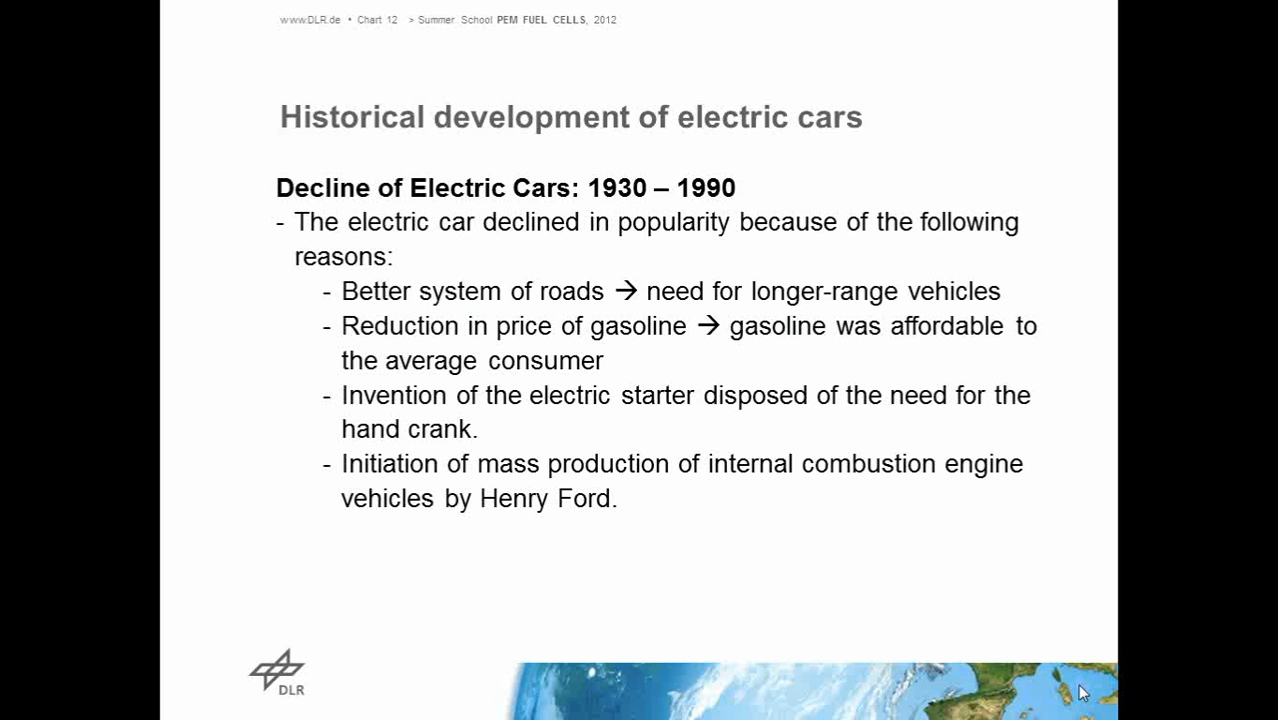 www.DLR.de • Chart 12 > Summer School PEM FUEL CELLS, 2012
Historical development of electric cars
Decline of Electric Cars: 1930 – 1990
- The electric car declined in popularity because of the following
reasons:
- Better system of roads → need for longer-range vehicles
- Reduction in price of gasoline → gasoline was affordable to
the average consumer
- Invention of the electric starter disposed of the need for the
hand crank.
- Initiation of mass production of internal combustion engine
vehicles by Henry Ford.
DLR